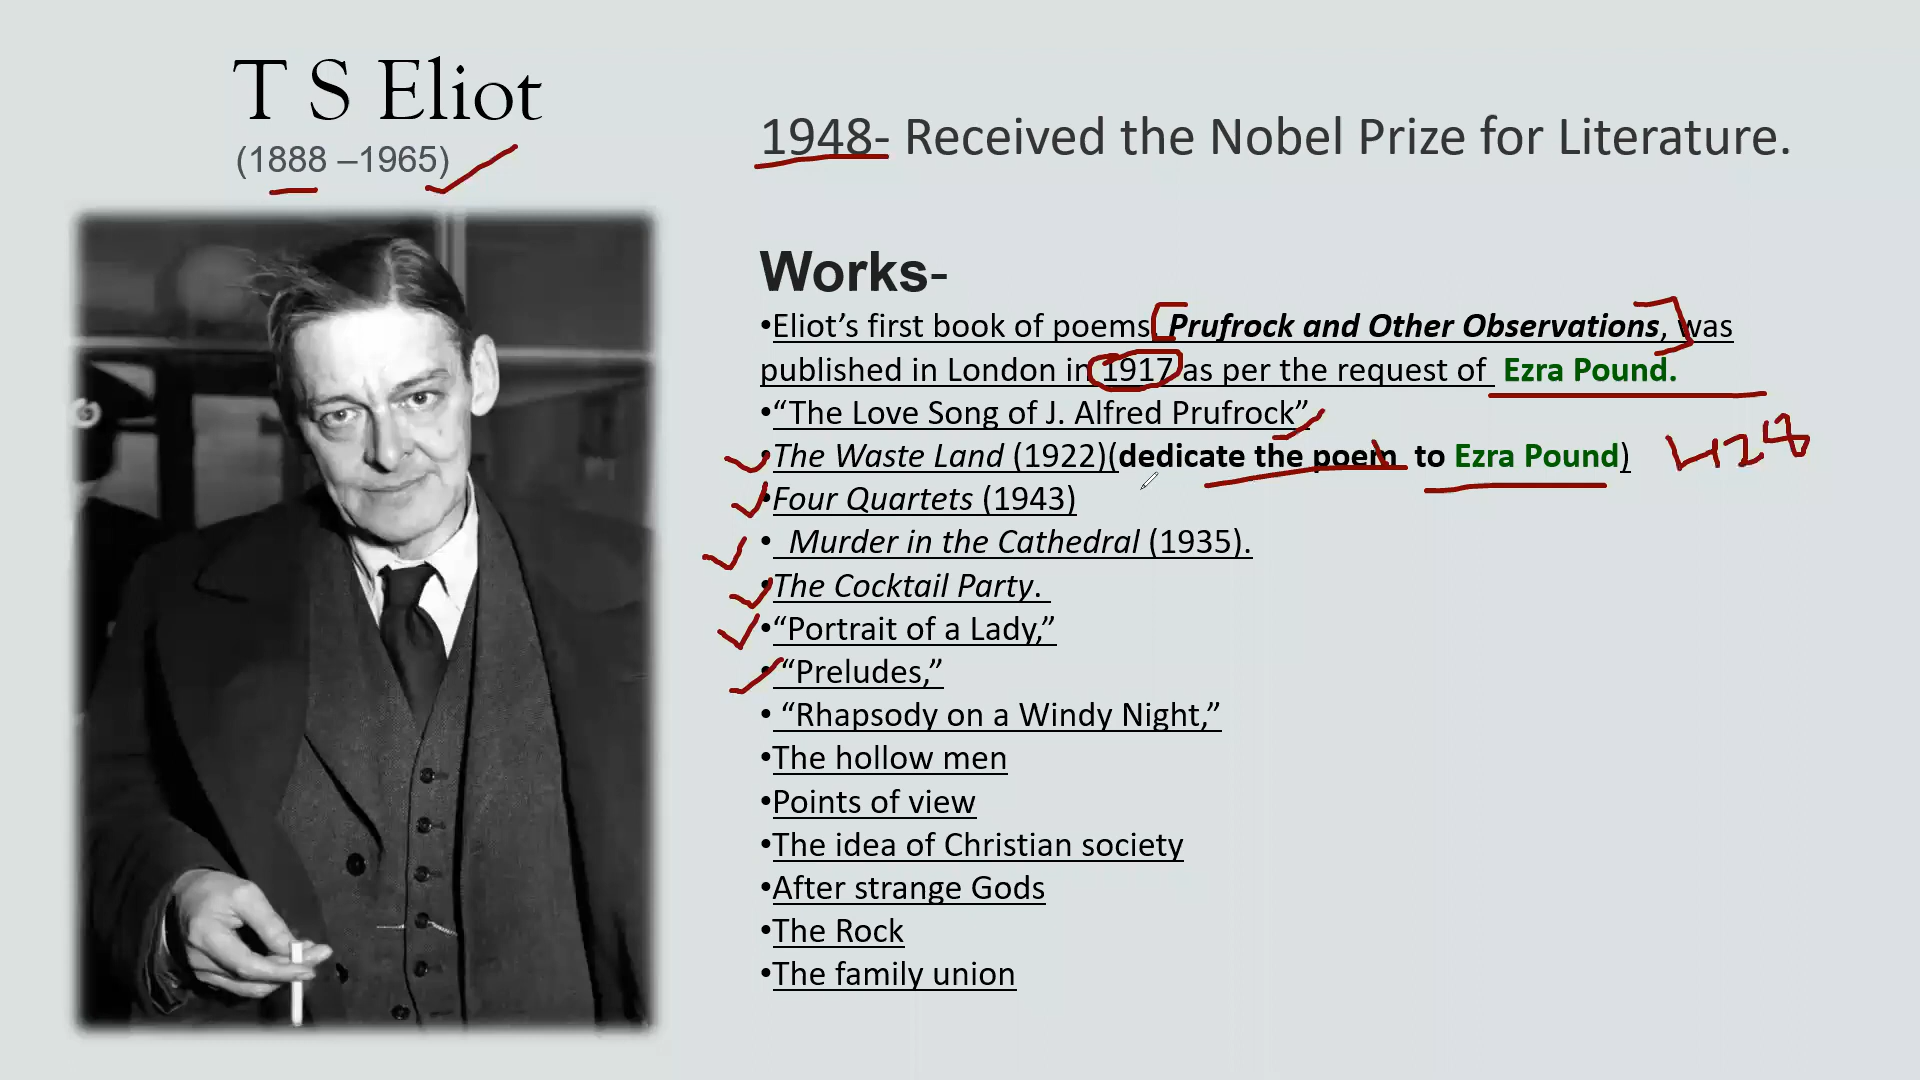 T S Eliot
(1888 –1965)
1948- Received the Nobel Prize for Literature.
Works-
•Eliot’s first book of poems, Prufrock and Other Observations, was
published in London in 1917 as per the request of Ezra Pound.
•“The Love Song of J. Alfred Prufrock”
•The Waste Land (1922)(dedicate the poem to Ezra Pound)
•Four Quartets (1943)
• Murder in the Cathedral (1935).
•The Cocktail Party.
•“Portrait of a Lady,”
• “Preludes,”
• “Rhapsody on a Windy Night,”
•The hollow men
•Points of view
•The idea of Christian society
•After strange Gods
•The Rock
•The family union